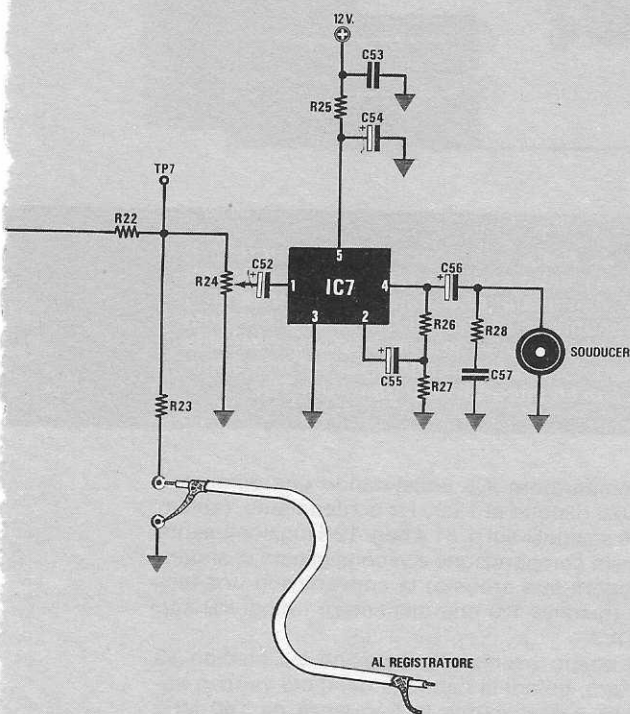 12V.
C53
R25
C54
TP7
R22
R24
C52
5
1
IC7
4
3
2
C56
R26
R28
SOUDUCER
C55
R27
C57
R23
AL REGISTRATORE